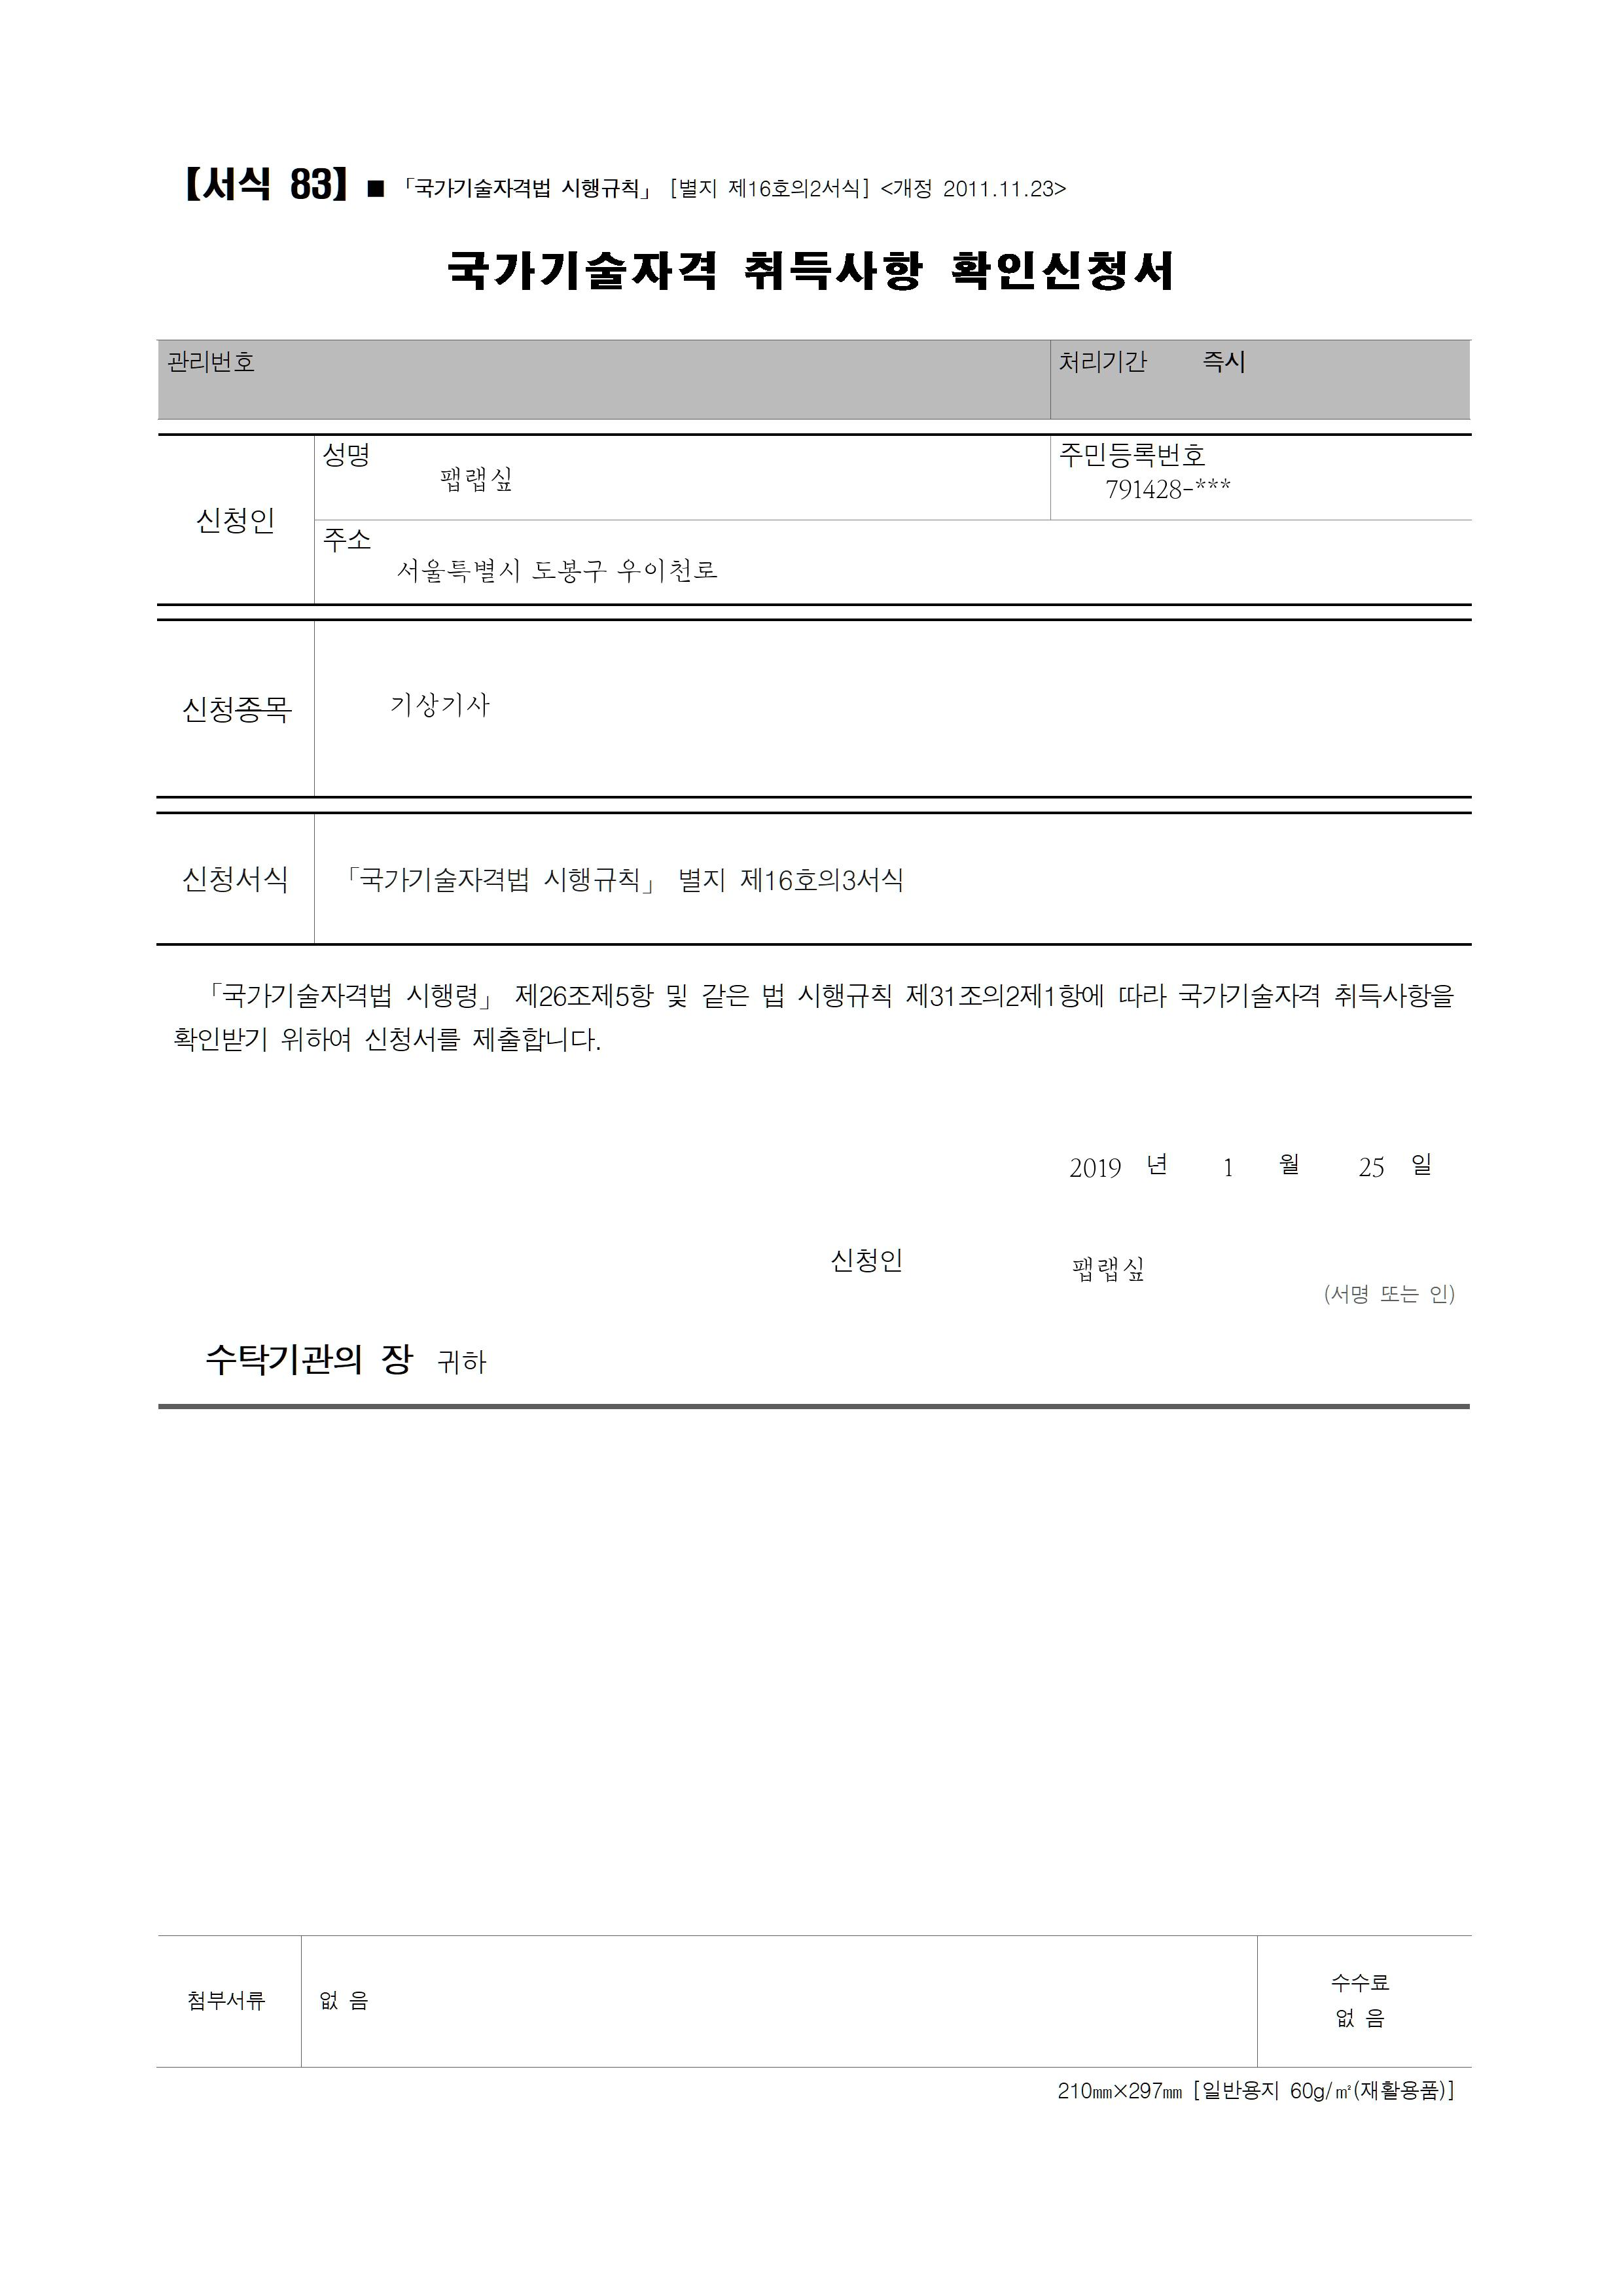 【서식 83】 ■ 「국가기술자격법 시행규칙」 [별지 제16호의2서식] <개정 2011.11.23>
국가기술자격 취득사항 확인신청서
관리번호 처리기간 즉시
성명 주민등록번호
팹랩싶 791428-***
신청인
주소
서울특별시 도봉구 우이천로
신청종목 기상기사
신청서식 「국가기술자격법 시행규칙」 별지 제16호의3서식
「국가기술자격법 시행령」 제26조제5항 및 같은 법 시행규칙 제31조의2제1항에 따라 국가기술자격 취득사항을
확인받기 위하여 신청서를 제출합니다.
2019 년 1 월 25 일
신청인 팹랩싶
(서명 또는 인)
수탁기관의 장 귀하
첨부서류 없 음 수수료
없 음
210㎜×297㎜ [일반용지 60g/㎡(재활용품)]